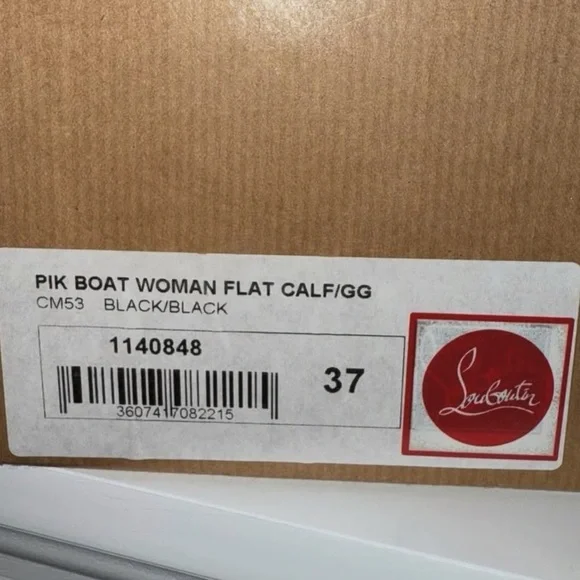 PIK BOAT WOMAN FLAT CALF/GG
CM53 BLACK/BLACK
1140848
37
3607417082215
Louboutin